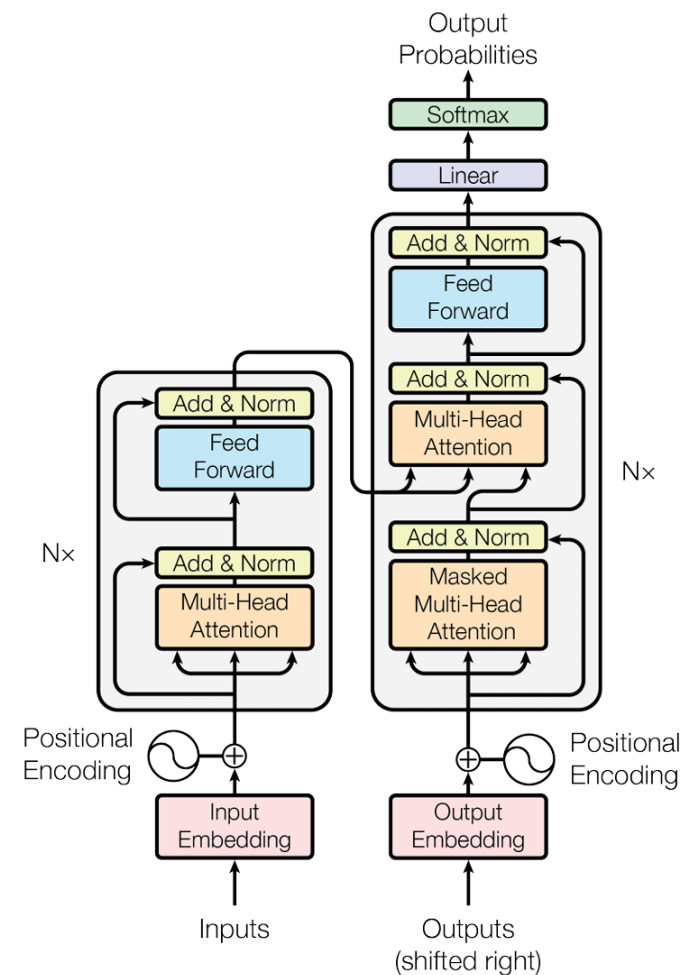 Output
Probabilities
Softmax
Linear
Add & Norm
Feed
Forward
Add & Norm
Multi-Head
Attention
N×
Add & Norm
Masked
Multi-Head
Attention
Add & Norm
Feed
Forward
N×
Add & Norm
Multi-Head
Attention
Positional
Encoding
Positional
Encoding
Input
Embedding
Output
Embedding
Inputs
Outputs
(shifted right)